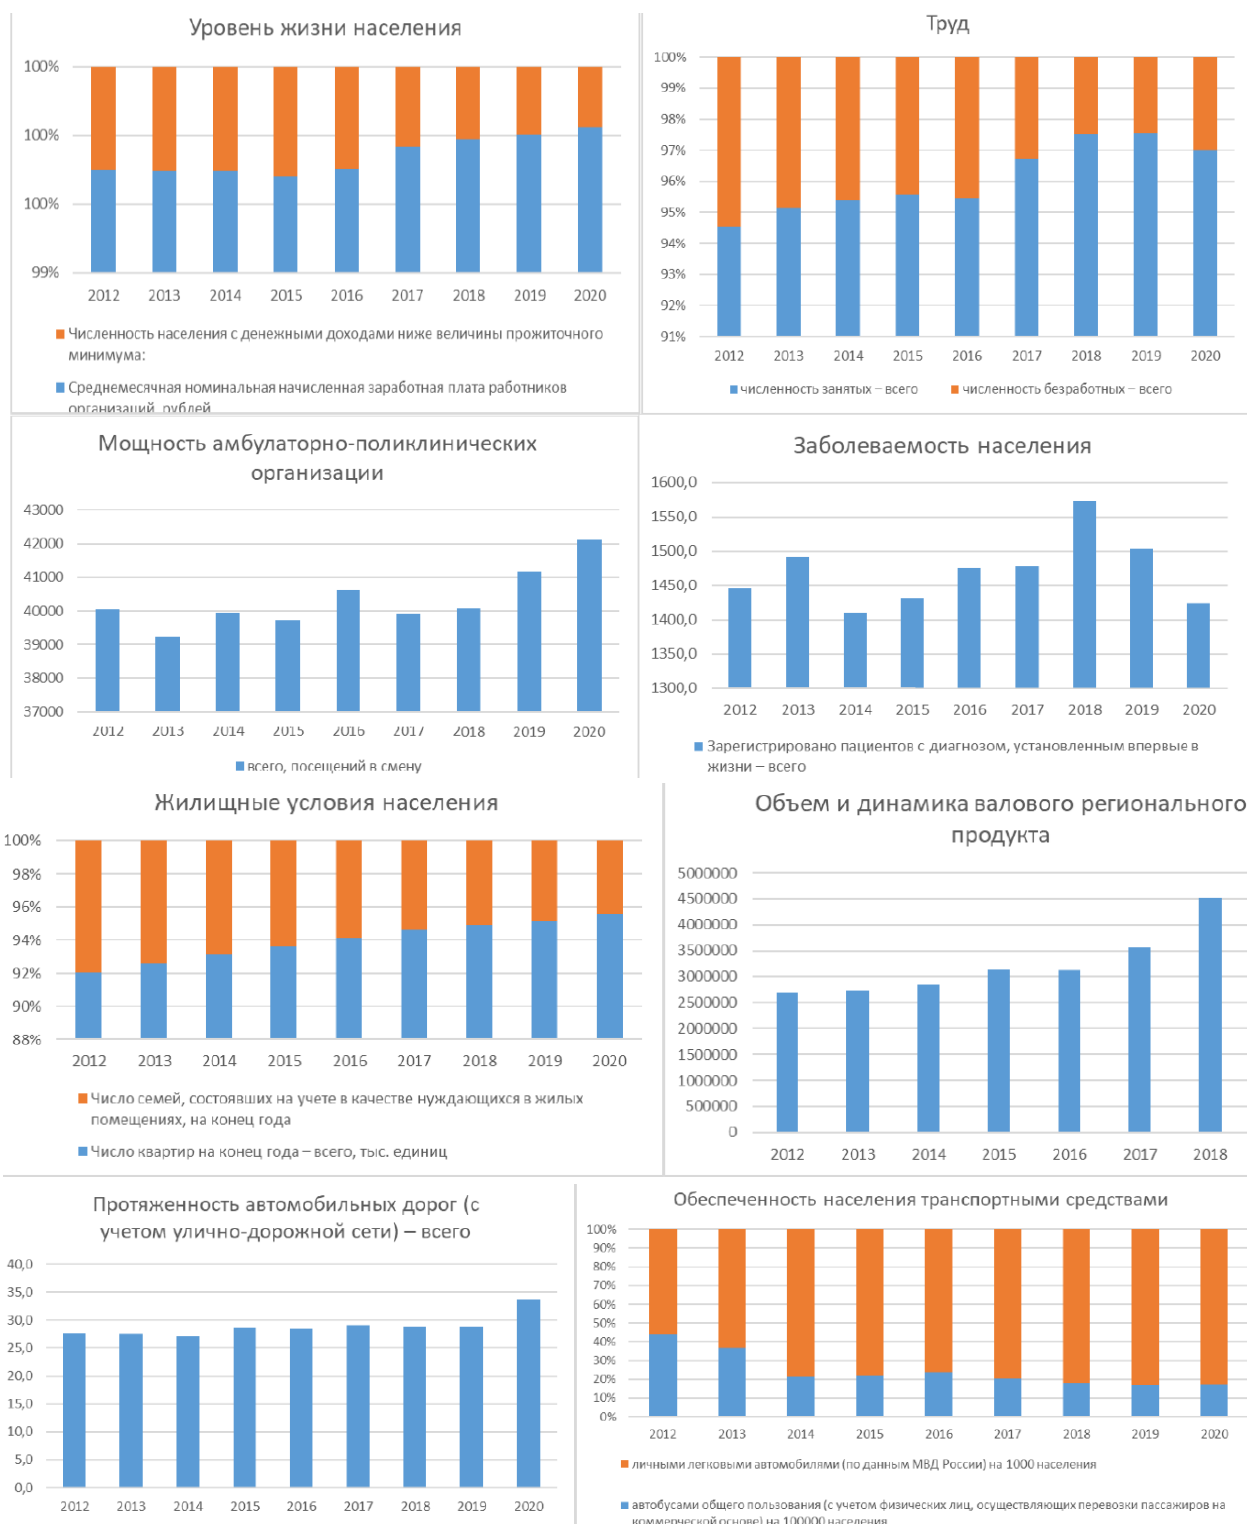 Уровень жизни населения
100%
100%
100%
99%
2012 2013 2014 2015 2016 2017 2018 2019 2020
Численность населения с денежными доходами ниже величины прожиточного
минимума:
Среднемесячная номинальная начисленная заработная плата работников
организаций, рублей
Труд
100%
99%
98%
97%
96%
95%
94%
93%
92%
91%
2012 2013 2014 2015 2016 2017 2018 2019 2020
численность занятых – всего численность безработных – всего
Мощность амбулаторно-поликлинических
организации
43000
42000
41000
40000
39000
38000
37000
2012 2013 2014 2015 2016 2017 2018 2019 2020
всего, посещений в смену
Заболеваемость населения
1600,0
1550,0
1500,0
1450,0
1400,0
1350,0
1300,0
2012 2013 2014 2015 2016 2017 2018 2019 2020
Зарегистрировано пациентов с диагнозом, установленным впервые в
жизни – всего
Жилищные условия населения
100%
98%
96%
94%
92%
90%
88%
2012 2013 2014 2015 2016 2017 2018 2019 2020
Число семей, состоявших на учете в качестве нуждающихся в жилых
помещениях, на конец года
Число квартир на конец года – всего, тыс. единиц
Объем и динамика валового регионального
продукта
5000000
4500000
4000000
3500000
3000000
2500000
2000000
1500000
1000000
500000
0
2012 2013 2014 2015 2016 2017 2018
Протяженность автомобильных дорог (с
учетом улично-дорожной сети) – всего
40,0
35,0
30,0
25,0
20,0
15,0
10,0
5,0
0,0
2012 2013 2014 2015 2016 2017 2018 2019 2020
Обеспеченность населения транспортными средствами
100%
90%
80%
70%
60%
50%
40%
30%
20%
10%
0%
2012 2013 2014 2015 2016 2017 2018 2019 2020
личными легковыми автомобилями (по данным МВД России) на 1000 населения
автобусами общего пользования (с учетом физических лиц, осуществляющих перевозки пассажиров на
коммерческой основе) на 100000 населения